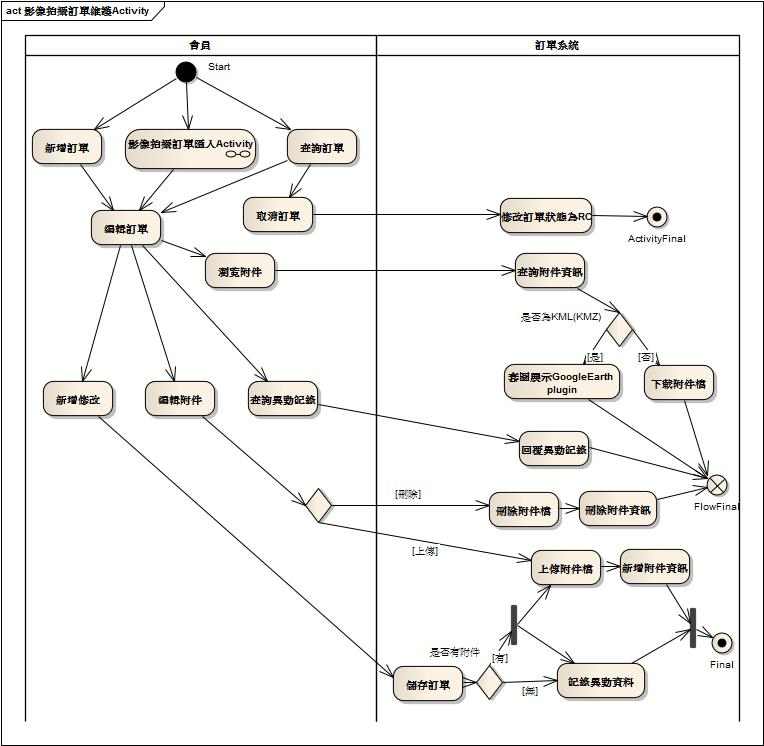 act 影像拍攝訂單維護Activity
會員
訂單系統
Start
新增訂單
影像拍攝訂單匯入Activity
查詢訂單
取消訂單
修改訂單狀態為RC
ActivityFinal
編輯訂單
瀏覽附件
查詢附件資訊
是否為KML(KMZ)
[是]
[否]
套圖展示GoogleEarth
plugin
下載附件檔
新增修改
編輯附件
查詢異動記錄
回覆異動記錄
FlowFinal
[刪除]
刪除附件檔
刪除附件資訊
[上傳]
上傳附件檔
新增附件資訊
是否有附件
[有]
Final
儲存訂單
[無]
記錄異動資料